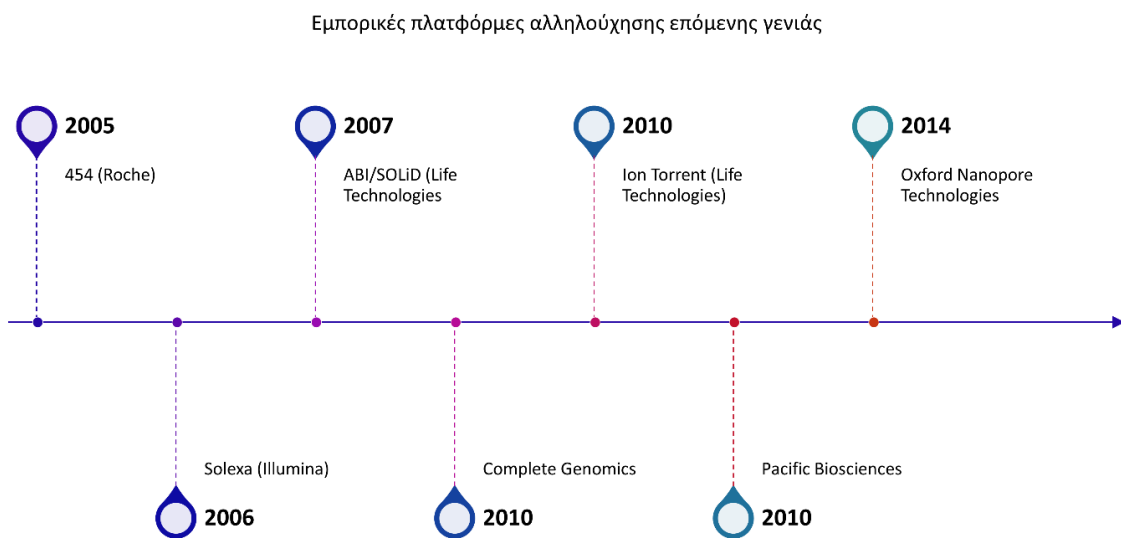 Εμπορικές πλατφόρμες αλληλούχησης επόμενης γενιάς
2005
454 (Roche)
2007
ABI/SOLiD (Life
Technologies
2010
Ion Torrent (Life
Technologies)
2014
Oxford Nanopore
Technologies
Solexa (Illumina)
2006
Complete Genomics
2010
Pacific Biosciences
2010